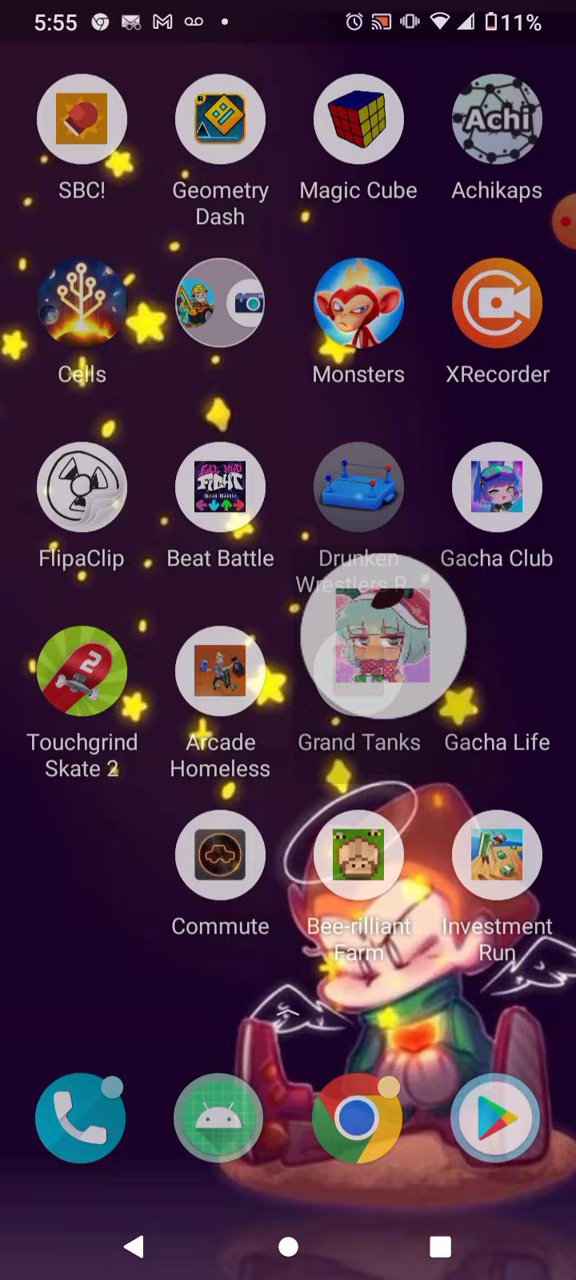 5:55
11%
SBC!
Geometry
Dash
Magic Cube
Achi
Achikaps
Cells
Monsters
XRecorder
FlipaClip
Beat Battle
Drunken
Wrestlers R
Gacha Club
Touchgrind
Skate 2
Arcade
Homeless
Grand Tanks
Gacha Life
Commute
Bee-rilliant
Farm
Investment
Run